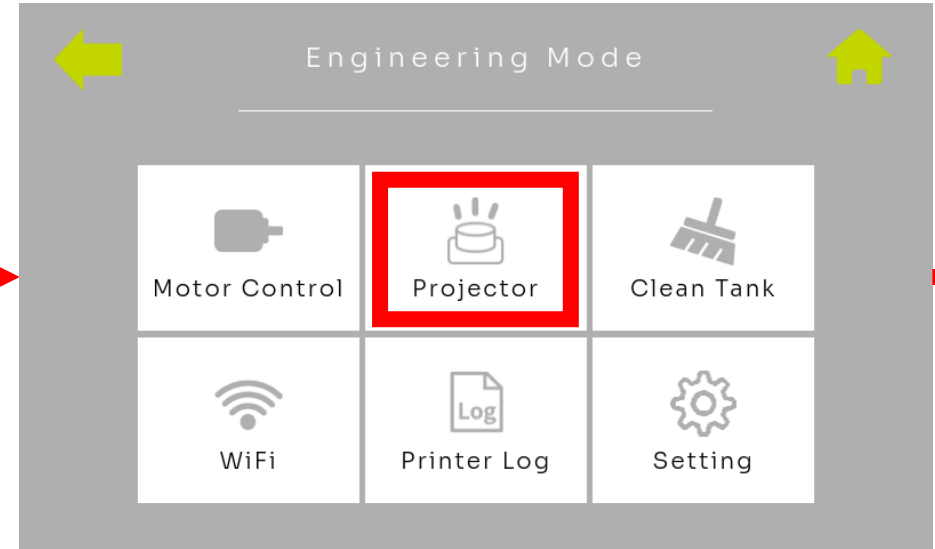 Engineering Mode
Motor Control
Projector
Clean Tank
WiFi
Log
Printer Log
Setting